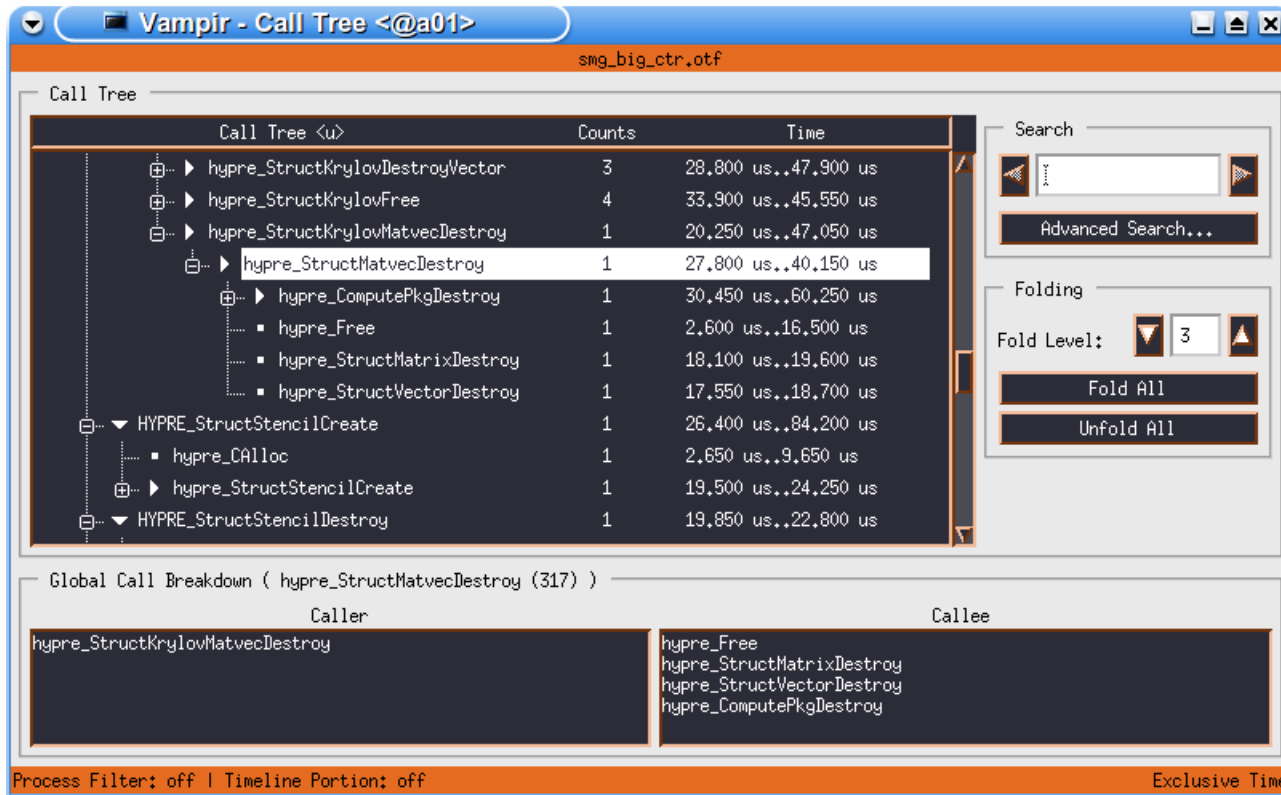 Vampir - Call Tree <@a01>
smg_big_ctr.otf
Call Tree
Call Tree <u> Counts Time
hypre_StructKrylovDestroyVector 3 28.800 us..47.900 us
hypre_StructKrylovFree 4 33.900 us..45.550 us
hypre_StructKrylovMatvecDestroy 1 20.250 us..47.050 us
hypre_StructMatvecDestroy 1 27.800 us..40.150 us
hypre_ComputePkgDestroy 1 30.450 us..60.250 us
hypre_Free 1 2.600 us..16.500 us
hypre_StructMatrixDestroy 1 18.100 us..19.600 us
hypre_StructVectorDestroy 1 17.550 us..18.700 us
HYPRE_StructStencilCreate 1 26.400 us..84.200 us
hypre_CAlloc 1 2.650 us..9.650 us
hypre_StructStencilCreate 1 19.500 us..24.250 us
HYPRE_StructStencilDestroy 1 19.850 us..22.800 us
Search
Advanced Search...
Folding
Fold Level: 3
Fold All
Unfold All
Global Call Breakdown ( hypre_StructMatvecDestroy (317) )
Caller
hypre_StructKrylovMatvecDestroy
Callee
hypre_Free
hypre_StructMatrixDestroy
hypre_StructVectorDestroy
hypre_ComputePkgDestroy
Process Filter: off | Timeline Portion: off
Exclusive Time